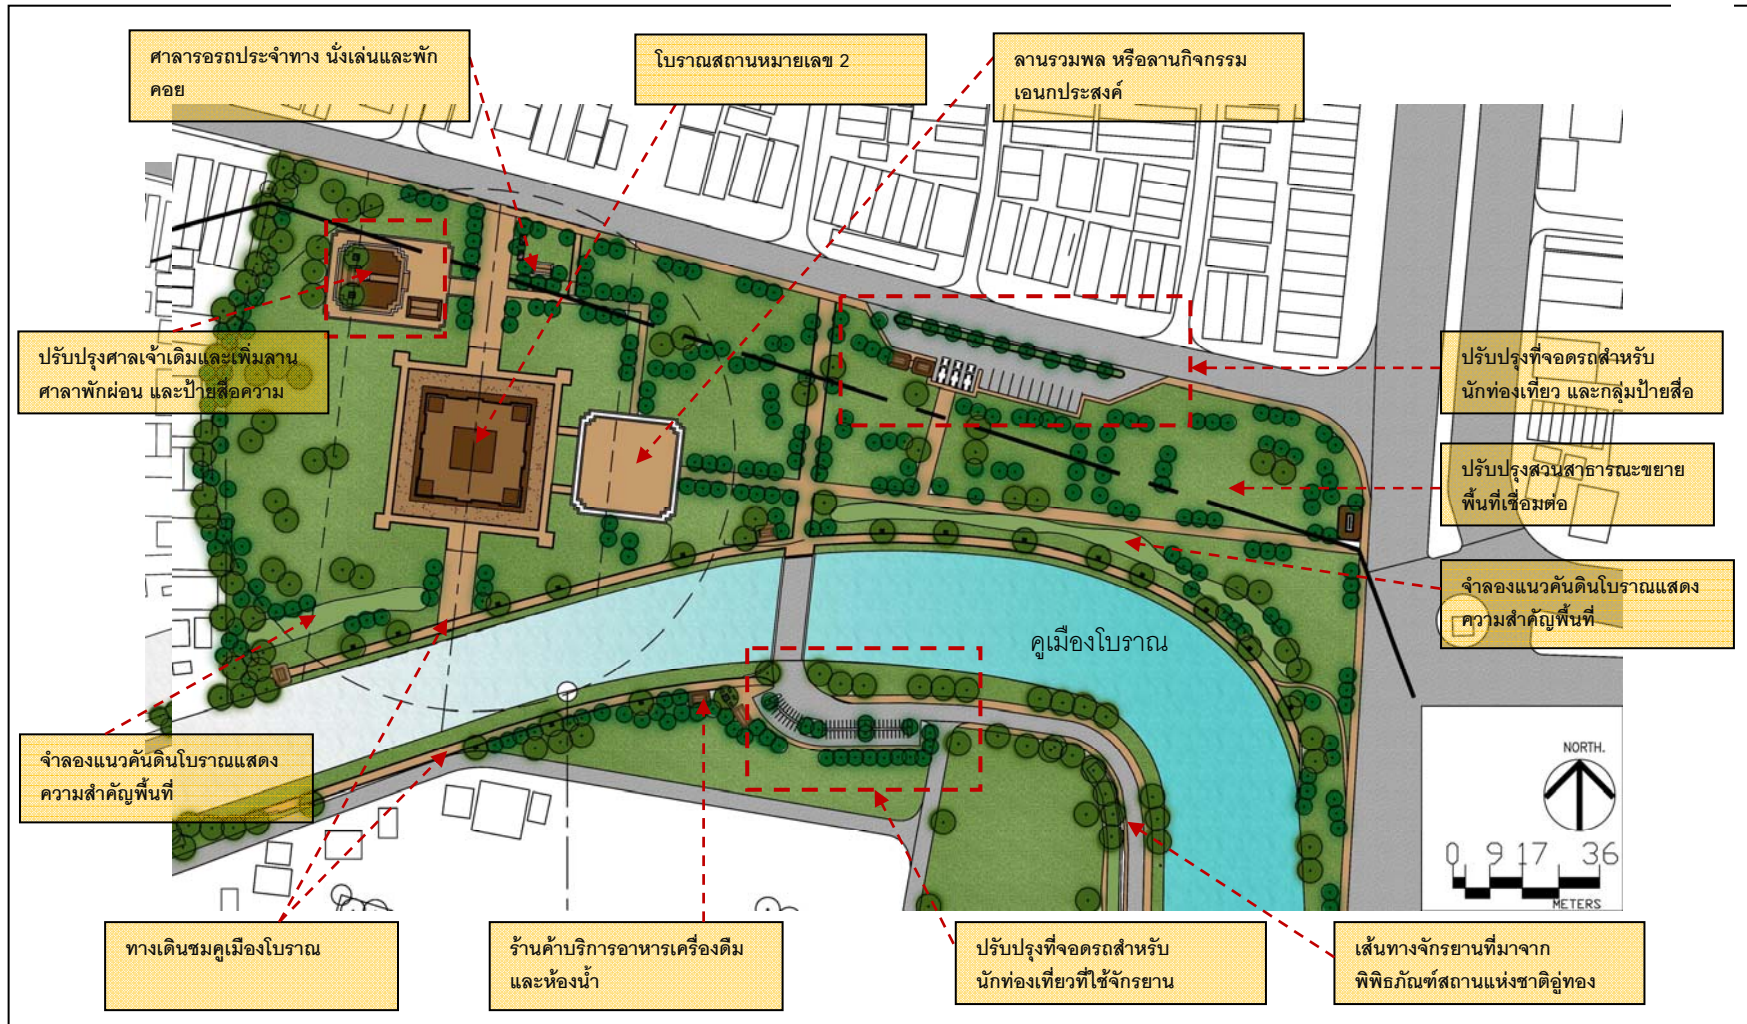 ศาลารอรถประจำทาง นั่งเล่นและพัก
คอย
โบราณสถานหมายเลข 2
ลานรวมพล หรือลานกิจกรรม
เอนกประสงค์
ปรับปรุงศาลเจ้าเดิมและเพิ่มลาน
ศาลาพักผ่อน และป้ายสื่อความ
ปรับปรุงที่จอดรถสำหรับ
นักท่องเที่ยว และกลุ่มป้ายสื่อ
ปรับปรุงสวนสาธารณะขยาย
พื้นที่เชื่อมต่อ
จำลองแนวคันดินโบราณแสดง
ความสำคัญพื้นที่
คูเมืองโบราณ
จำลองแนวคันดินโบราณแสดง
ความสำคัญพื้นที่
NORTH.
0 9 17 36
METERS
ทางเดินชมคูเมืองโบราณ
ร้านค้าบริการอาหารเครื่องดืม
และห้องน้ำ
ปรับปรุงที่จอดรถสำหรับ
นักท่องเที่ยวที่ใช้จักรยาน
เส้นทางจักรยานที่มาจาก
พิพิธภัณฑ์สถานแห่งชาติอู่ทอง